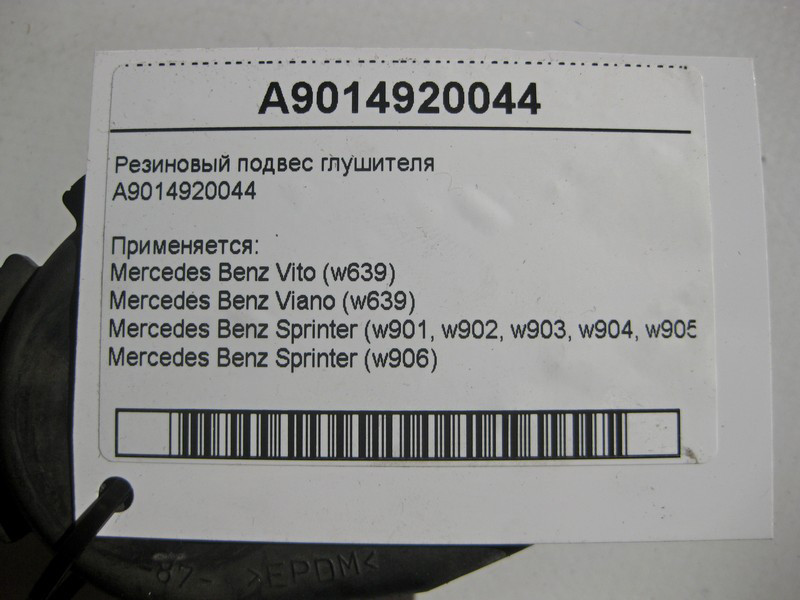 A9014920044
Резиновый подвес глушителя
A9014920044
Применяется:
Mercedes Benz Vito (w639)
Mercedes Benz Viano (w639)
Mercedes Benz Sprinter (w901, w902, w903, w904, w905
Mercedes Benz Sprinter (w906)
-87- >EPDM<